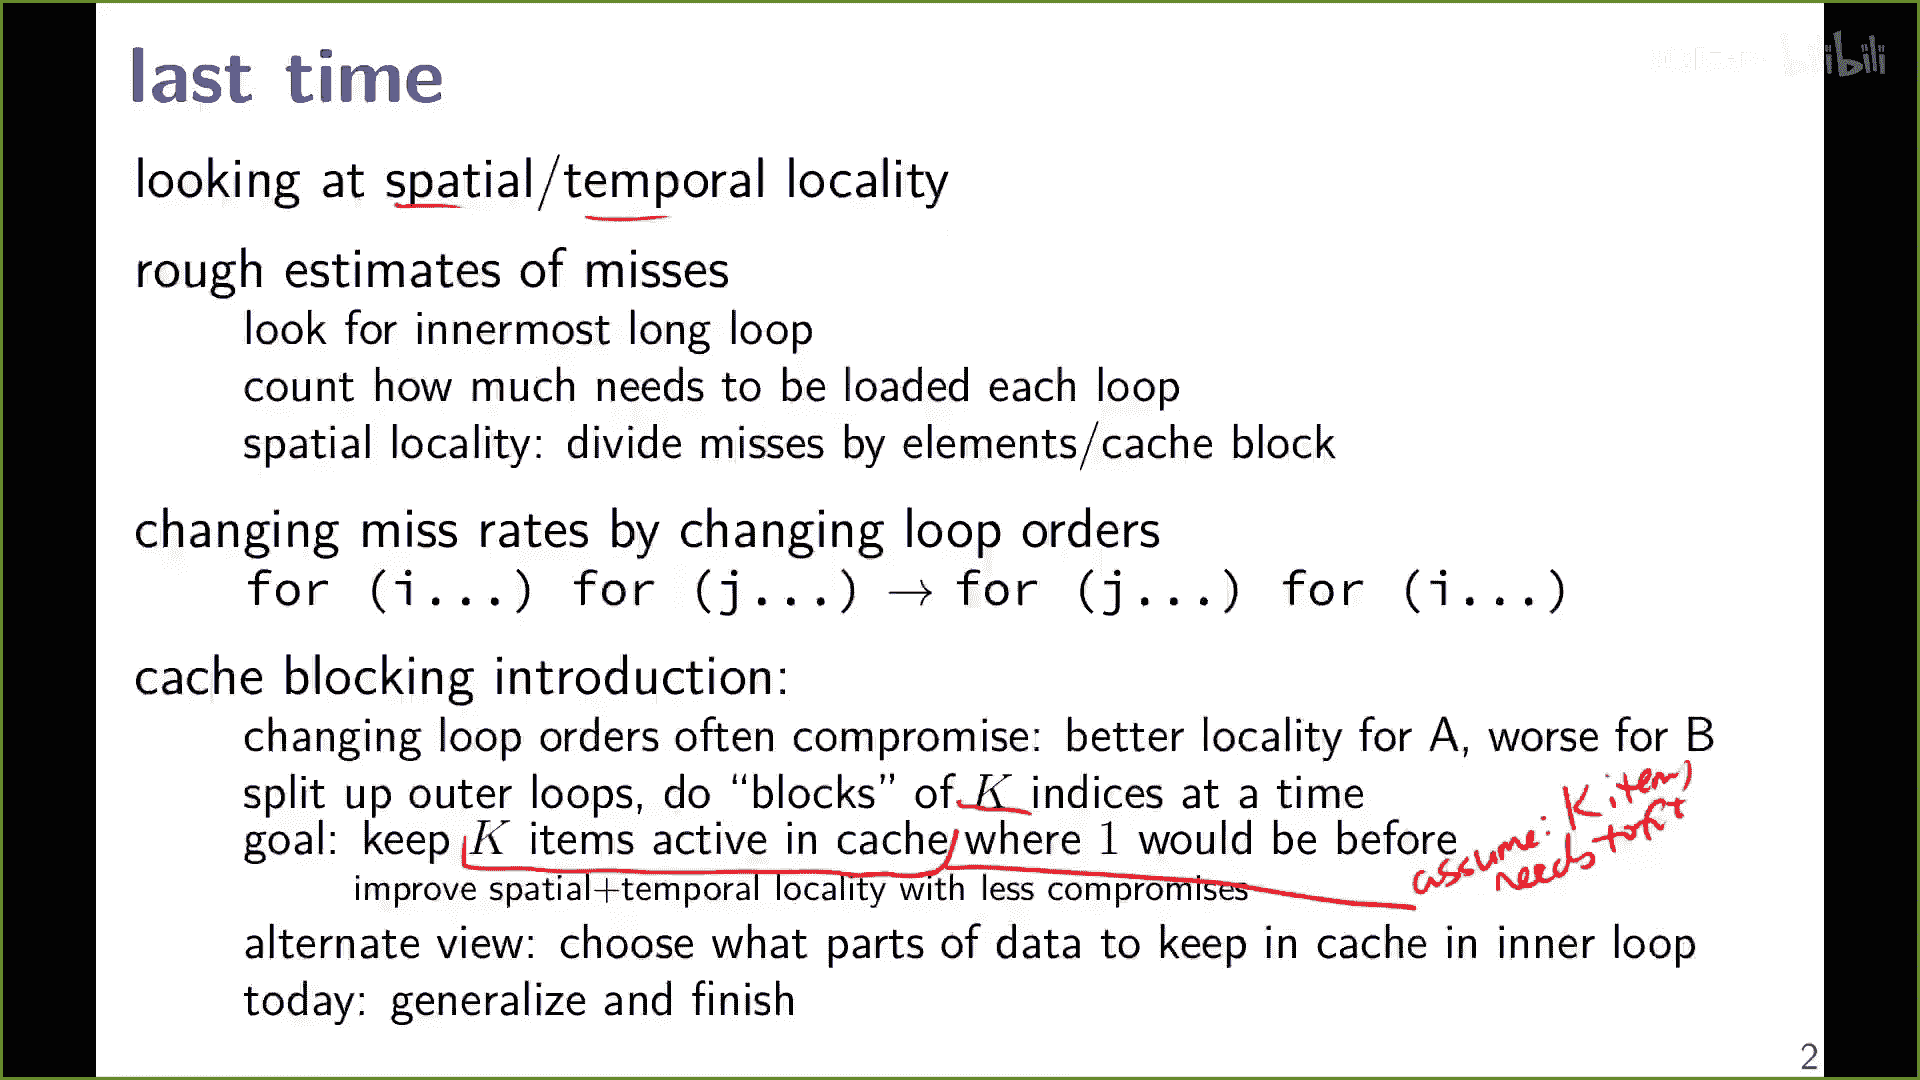 last time
bilibili
looking at spatial/temporal locality
rough estimates of misses
look for innermost long loop
count how much needs to be loaded each loop
spatial locality: divide misses by elements/cache block
changing miss rates by changing loop orders
for (i...) for (j...) → for (j...) for (i...)
cache blocking introduction:
changing loop orders often compromise: better locality for A, worse for B
split up outer loops, do “blocks” of K indices at a time
goal: keep K items active in cache where 1 would be before
assume: K items
needs to fit
improve spatial+temporal locality with less compromises
alternate view: choose what parts of data to keep in cache in inner loop
today: generalize and finish
2